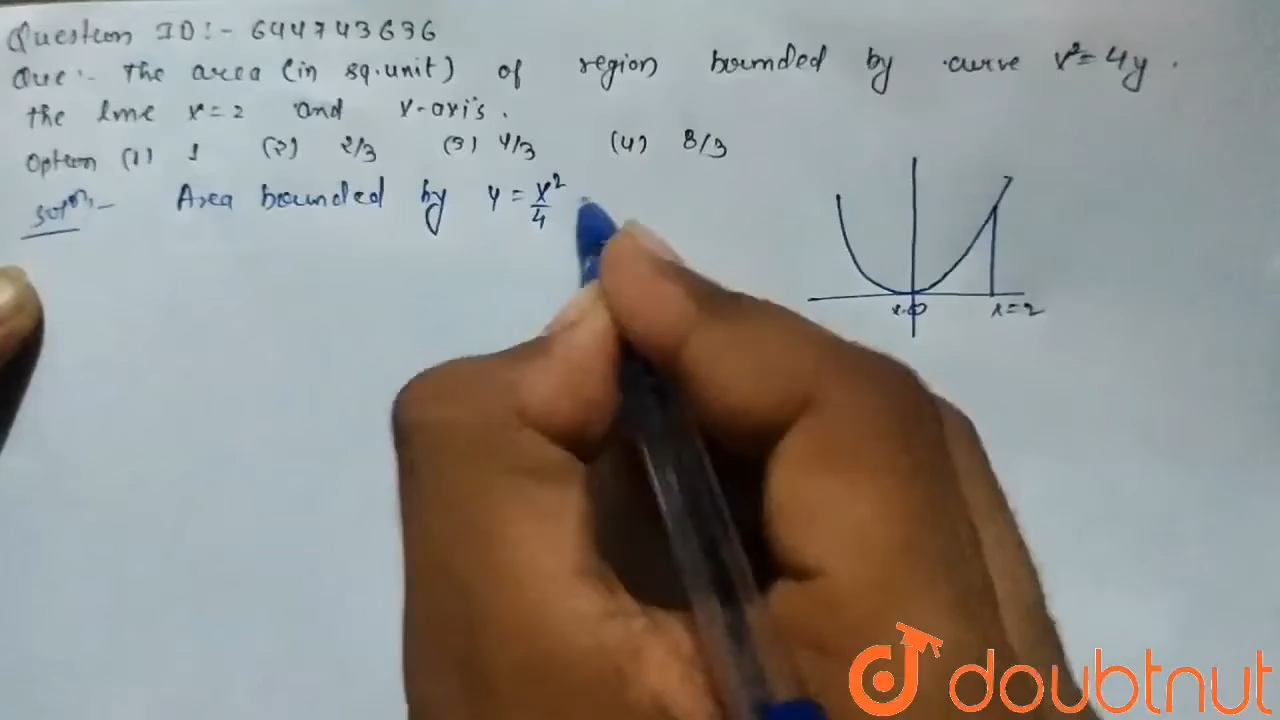 Question ID:- 644743636
Que:- The area (in sq.unit) of region bounded by curve x²=4y.
the line x=2 and x-axis.
Option (1) 1 (2) 2/3 (3) 4/3 (4) 8/3
Soln:- Area bounded by y = x²/4
x=0 x=2
doubtnut